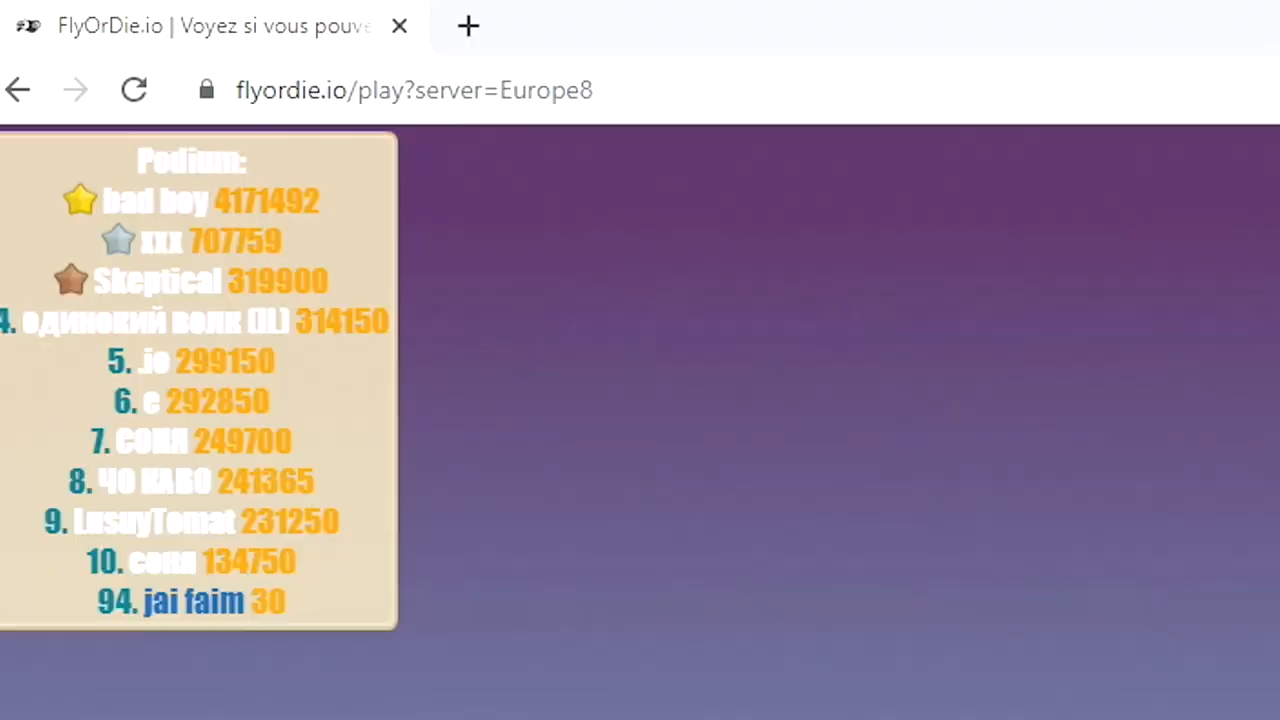 FlyOrDie.io | Voyez si vous pouve
flyordie.io/play?server=Europe8
Podium:
bad boy 4171492
xxx 707759
Skeptical 319900
4. одинокий волк (IL) 314150
5. .io 299150
6. e 292850
7. СОНЯ 249700
8. ЧО КАВО 241365
9. LusuyTomat 231250
10. соня 134750
94. jai faim 30